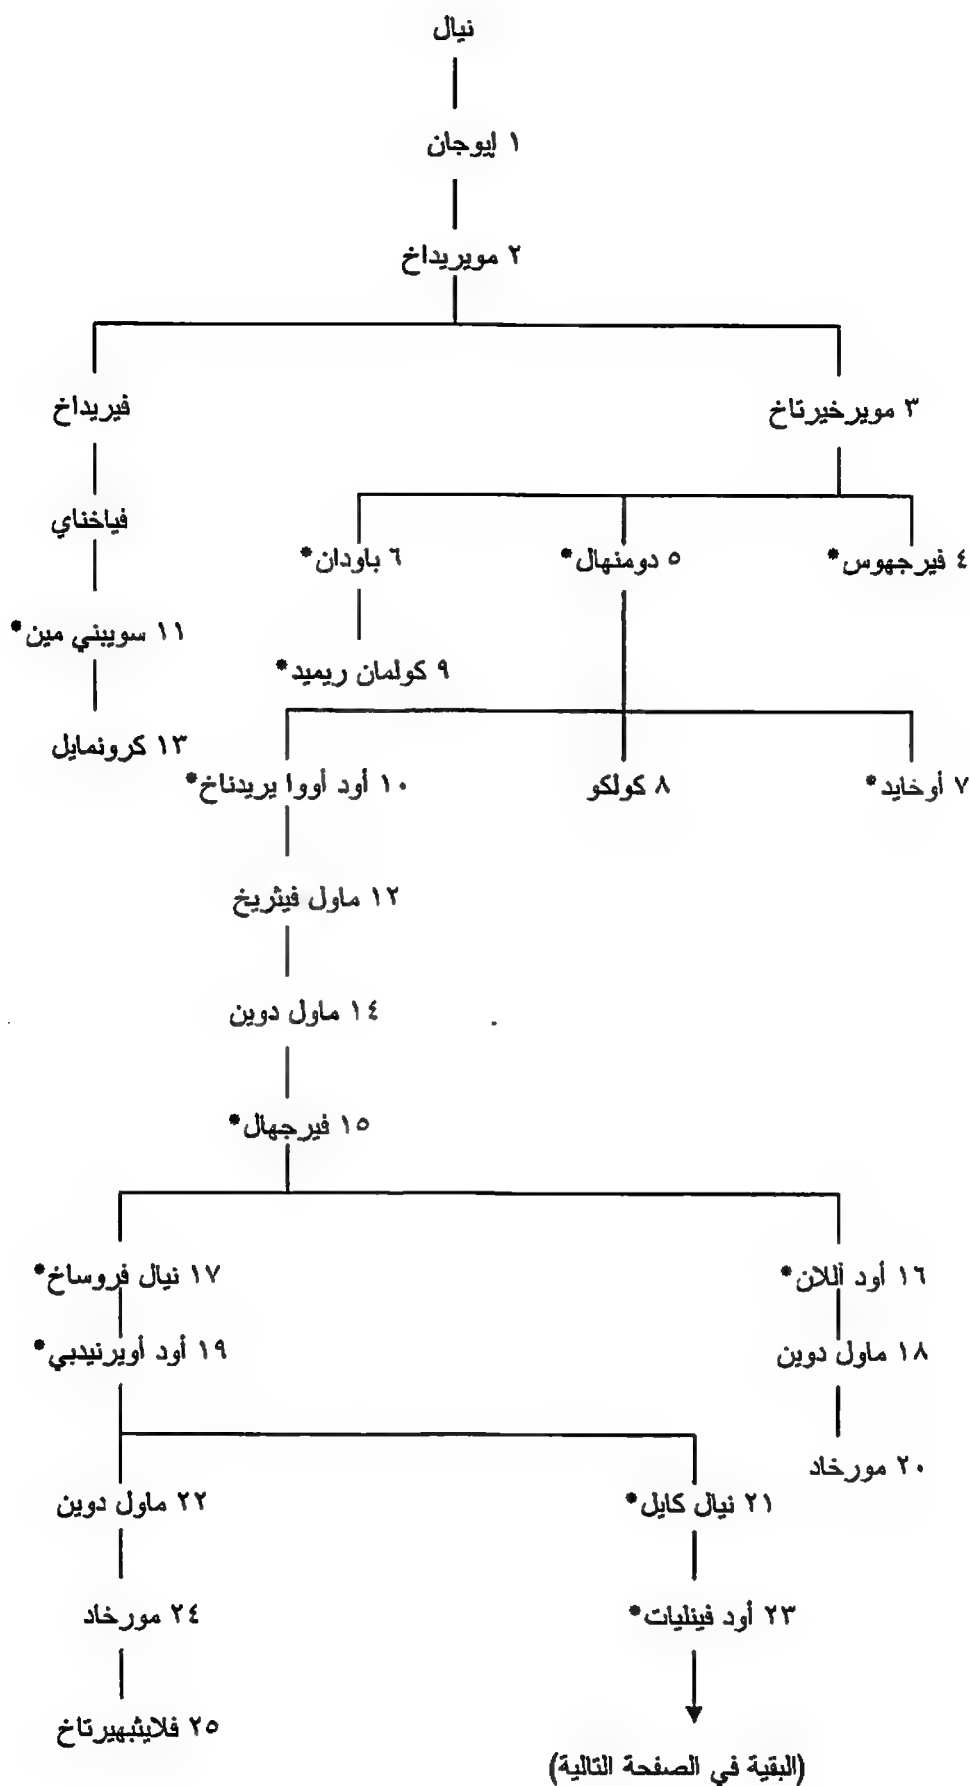 نيال
١ إيوجان
٢ مويريداخ
٣ مويرخيرتاخ
فيريداخ
فياخناي
٤ فيرجهوس*
٥ دومنهال*
٦ باودان*
١١ سويبني مين*
٩ كولمان ريميد*
١٣ كرونمايل
٧ أوخايد*
٨ كولكو
١٠ أود أووا يريدناخ*
١٢ ماول فيثريخ
١٤ ماول دوين
١٥ فيرجهال*
١٦ أود آللان*
١٧ نيال فروساخ*
١٨ ماول دوين
١٩ أود أويرنيدبي*
٢٠ مورخاد
٢١ نيال كايل*
٢٢ ماول دوين
٢٣ أود فينليات*
٢٤ مورخاد
٢٥ فلايثبهيرتاخ
(البقية في الصفحة التالية)